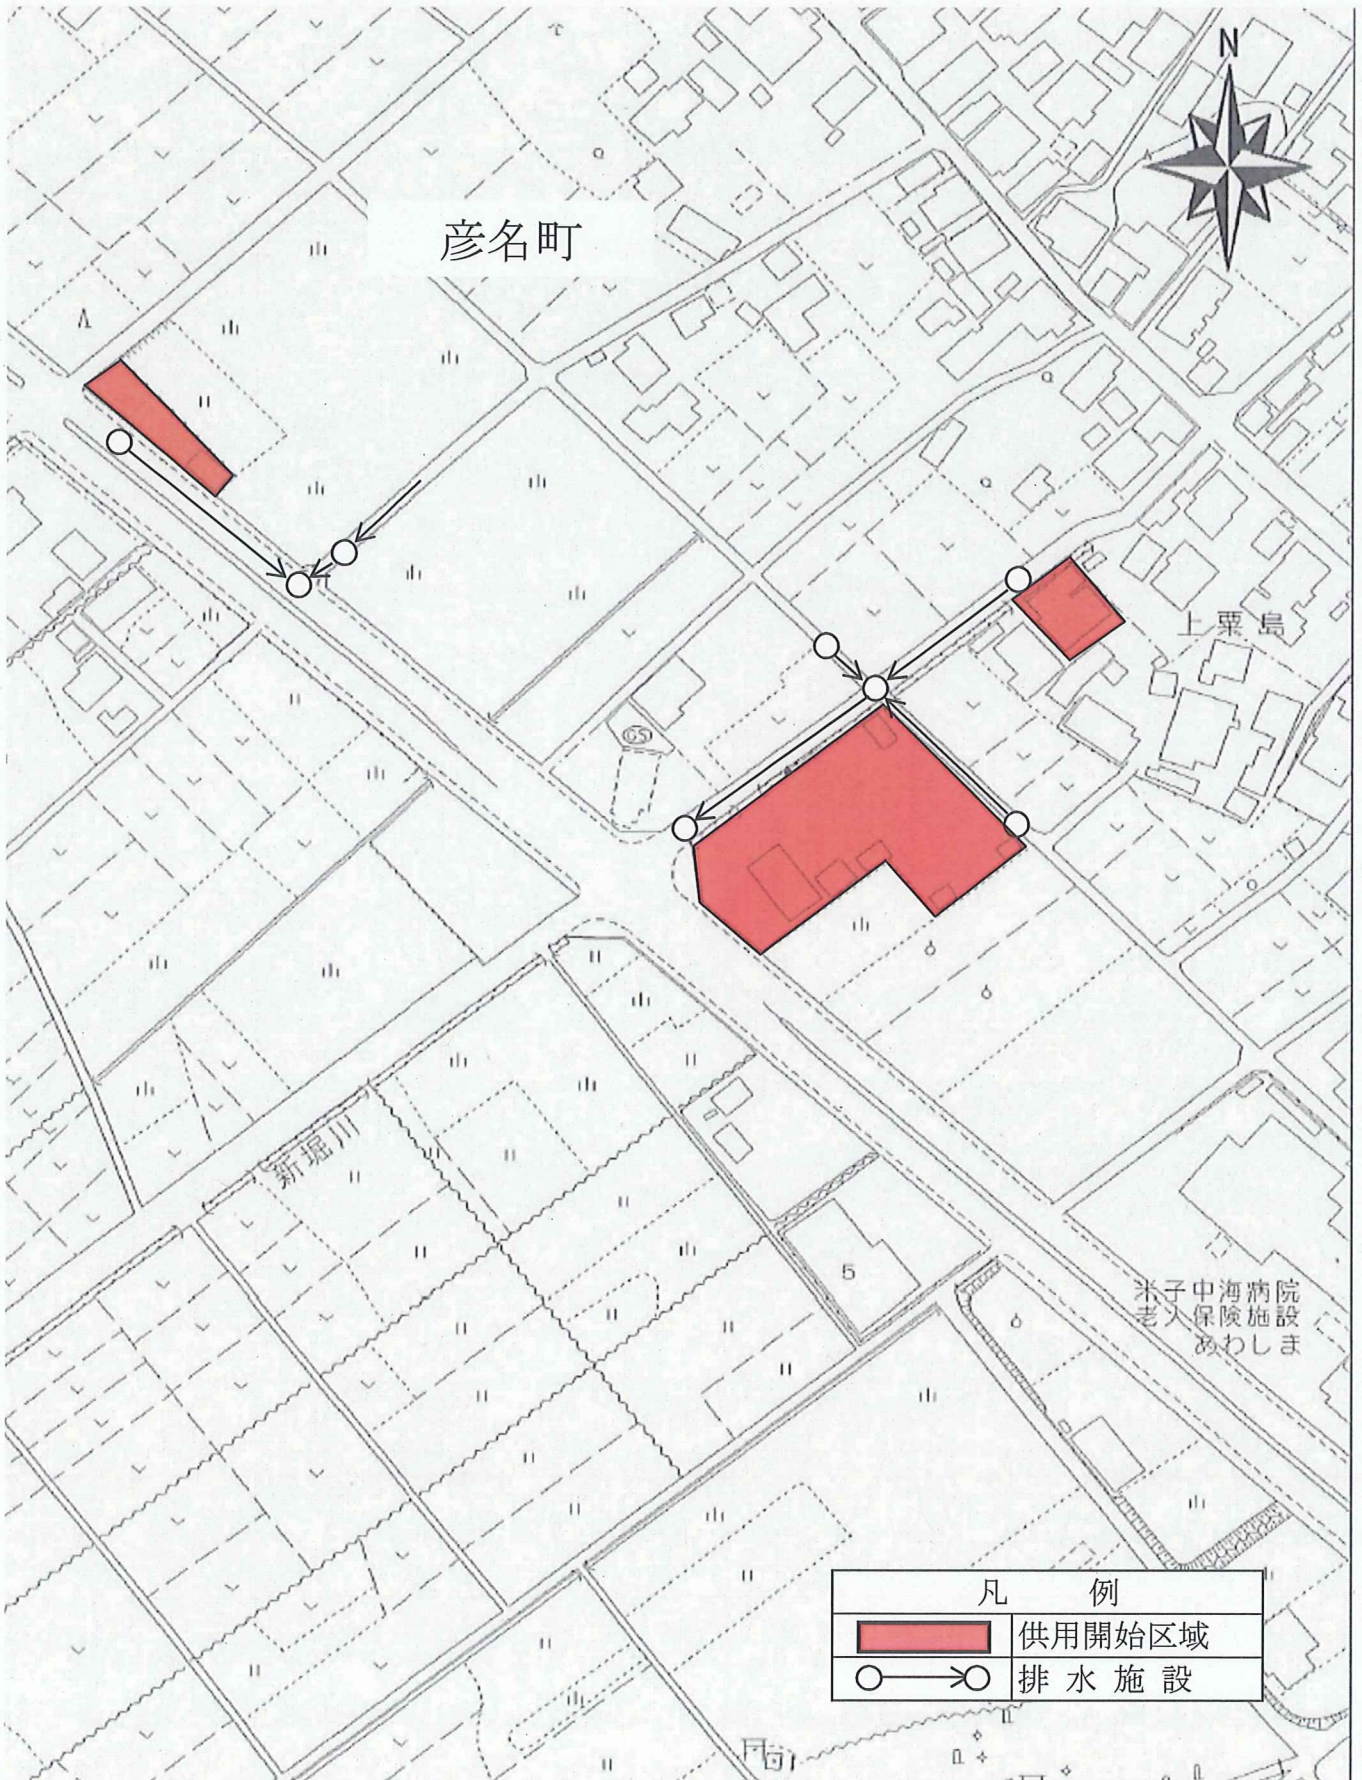 N
彦名町
上粟島
GS
新堀川
5
米子中海病院
老人保険施設
あわしま
凡 例
供用開始区域
排水施設